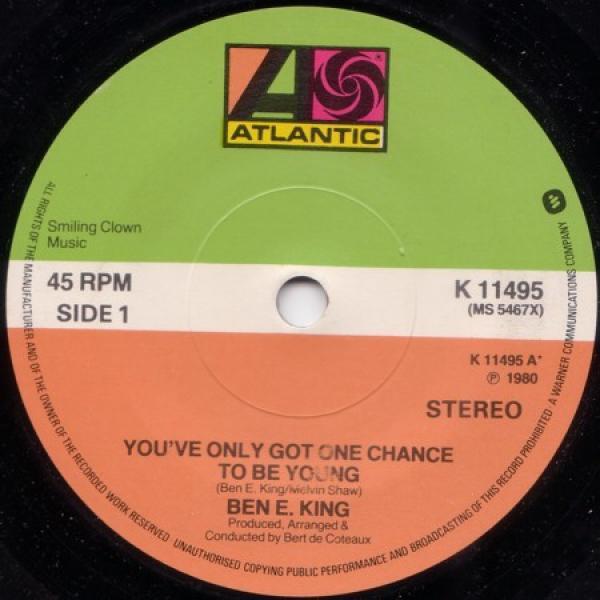 ATLANTIC
Smiling Clown
Music
45 RPM
SIDE 1
K 11495
(MS 5467X)
K 11495 A+
℗ 1980
STEREO
YOU'VE ONLY GOT ONE CHANCE
TO BE YOUNG
(Ben E. King/Melvin Shaw)
BEN E. KING
Produced, Arranged &
Conducted by Bert de Coteaux
ALL RIGHTS OF THE MANUFACTURER AND OF THE OWNER OF THE RECORDED WORK RESERVED UNAUTHORISED COPYING PUBLIC PERFORMANCE AND BROADCASTING OF THIS RECORD PROHIBITED A WARNER COMMUNICATIONS COMPANY